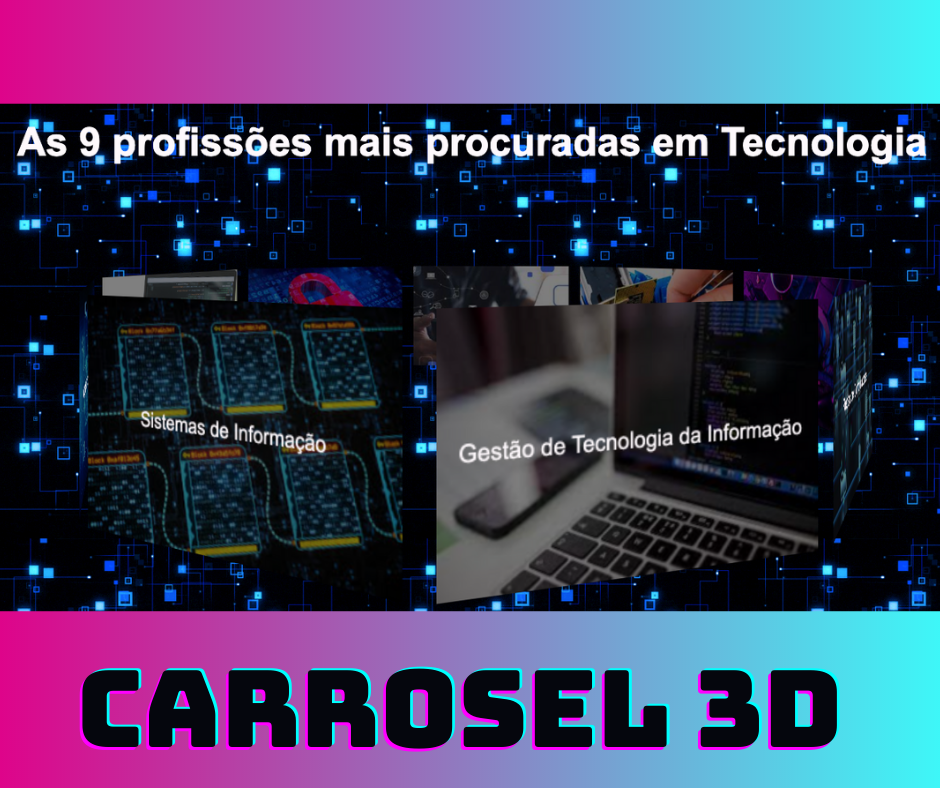 As 9 profissões mais procuradas em Tecnologia
Sistemas de Informação
Gestão de Tecnologia da Informação
CARROSEL 3D